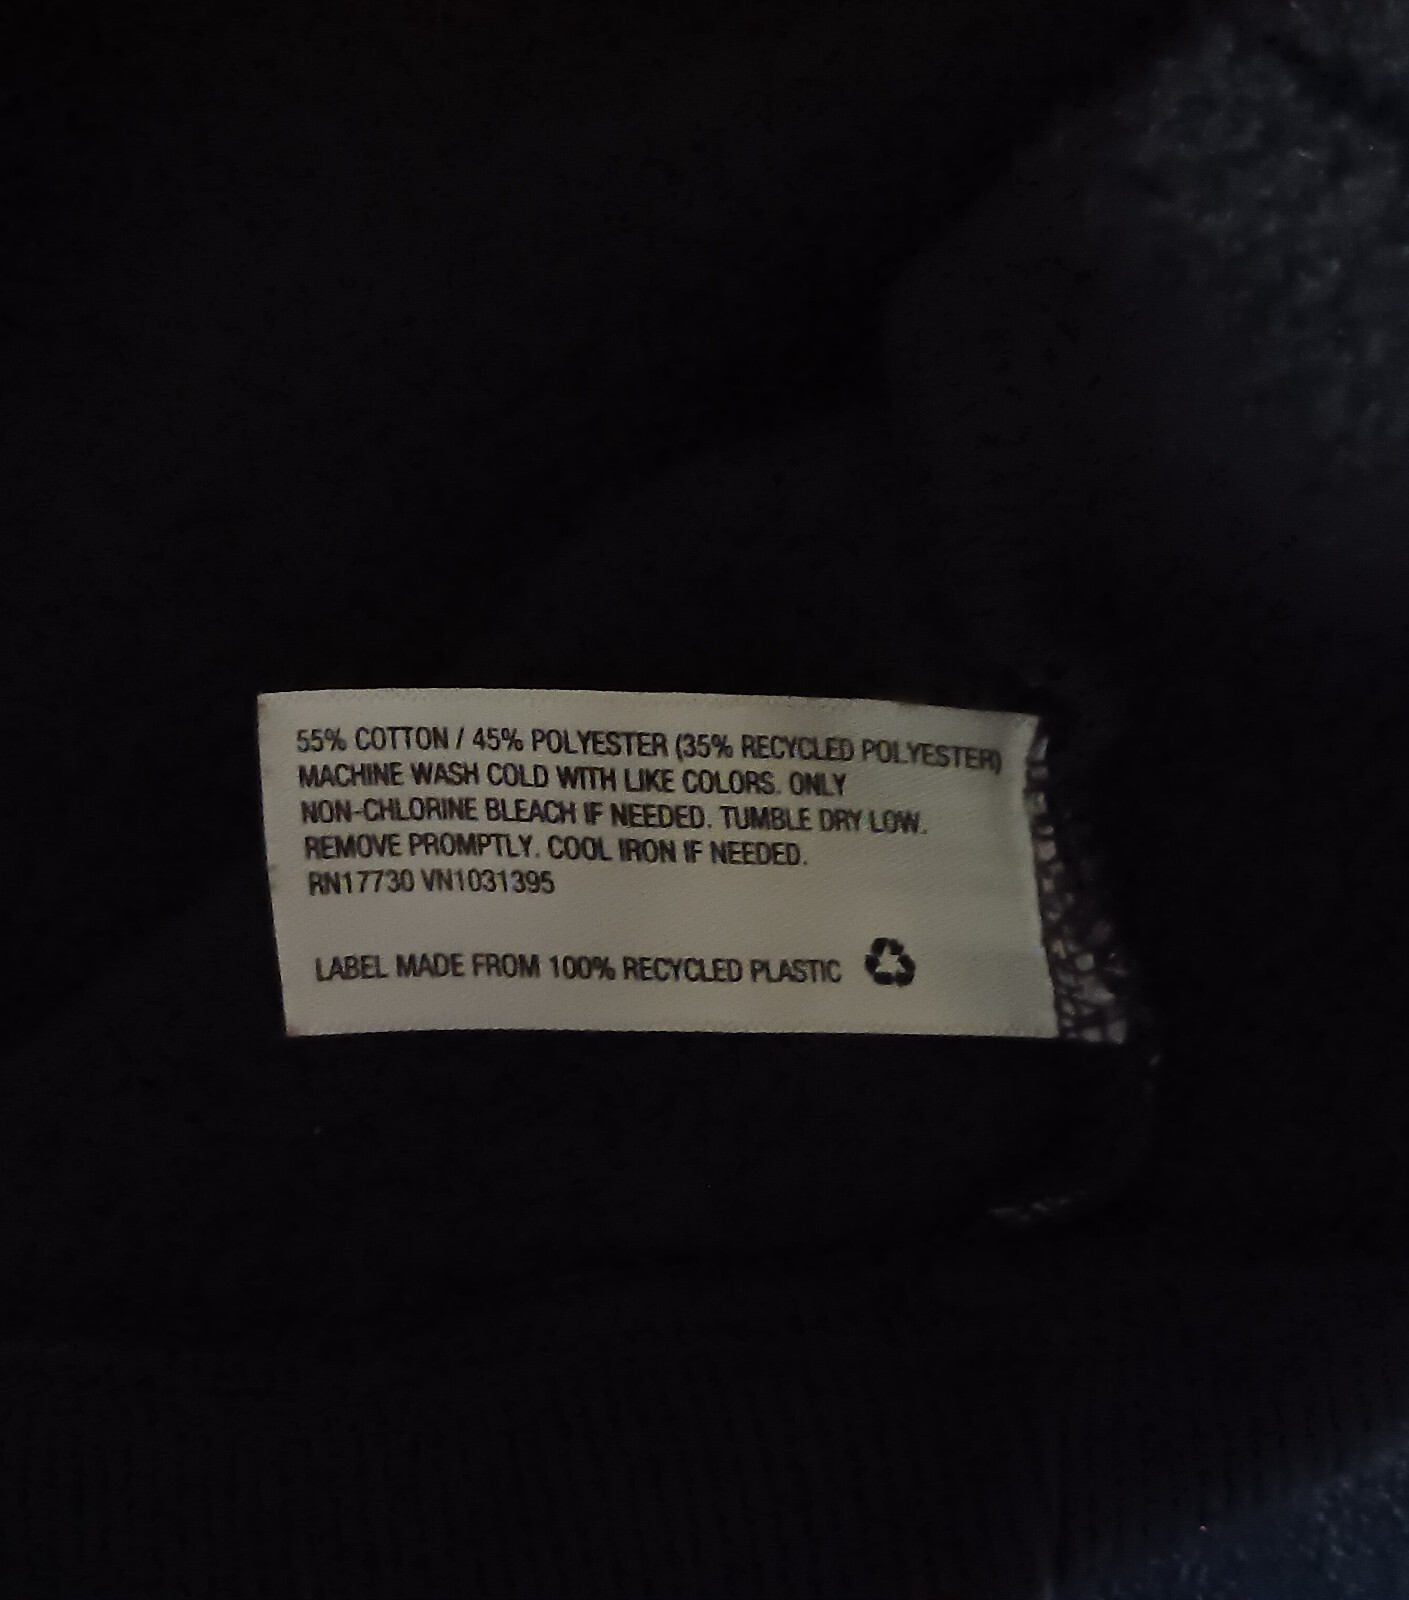 55% COTTON / 45% POLYESTER (35% RECYCLED POLYESTER)
MACHINE WASH COLD WITH LIKE COLORS. ONLY
NON-CHLORINE BLEACH IF NEEDED. TUMBLE DRY LOW.
REMOVE PROMPTLY. COOL IRON IF NEEDED.
RN17730 VN1031395
LABEL MADE FROM 100% RECYCLED PLASTIC